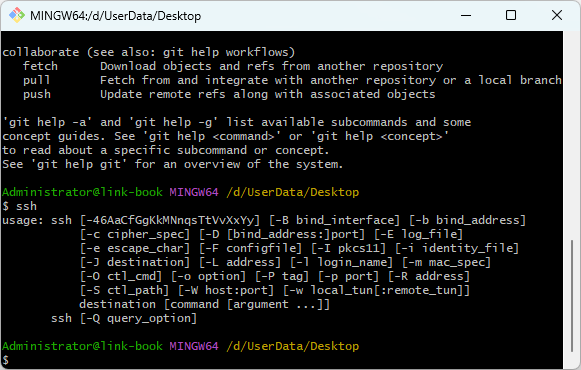 MINGW64:/d/UserData/Desktop
collaborate (see also: git help workflows)
   fetch      Download objects and refs from another repository
   pull       Fetch from and integrate with another repository or a local branch
   push       Update remote refs along with associated objects

'git help -a' and 'git help -g' list available subcommands and some
concept guides. See 'git help <command>' or 'git help <concept>'
to read about a specific subcommand or concept.
See 'git help git' for an overview of the system.

Administrator@link-book MINGW64 /d/UserData/Desktop
$ ssh
usage: ssh [-46AaCfGgKkMNnqsTtVvXxYy] [-B bind_interface] [-b bind_address]
           [-c cipher_spec] [-D [bind_address:]port] [-E log_file]
           [-e escape_char] [-F configfile] [-I pkcs11] [-i identity_file]
           [-J destination] [-L address] [-l login_name] [-m mac_spec]
           [-O ctl_cmd] [-o option] [-P tag] [-p port] [-R address]
           [-S ctl_path] [-W host:port] [-w local_tun[:remote_tun]]
           destination [command [argument ...]]
       ssh [-Q query_option]

Administrator@link-book MINGW64 /d/UserData/Desktop
$